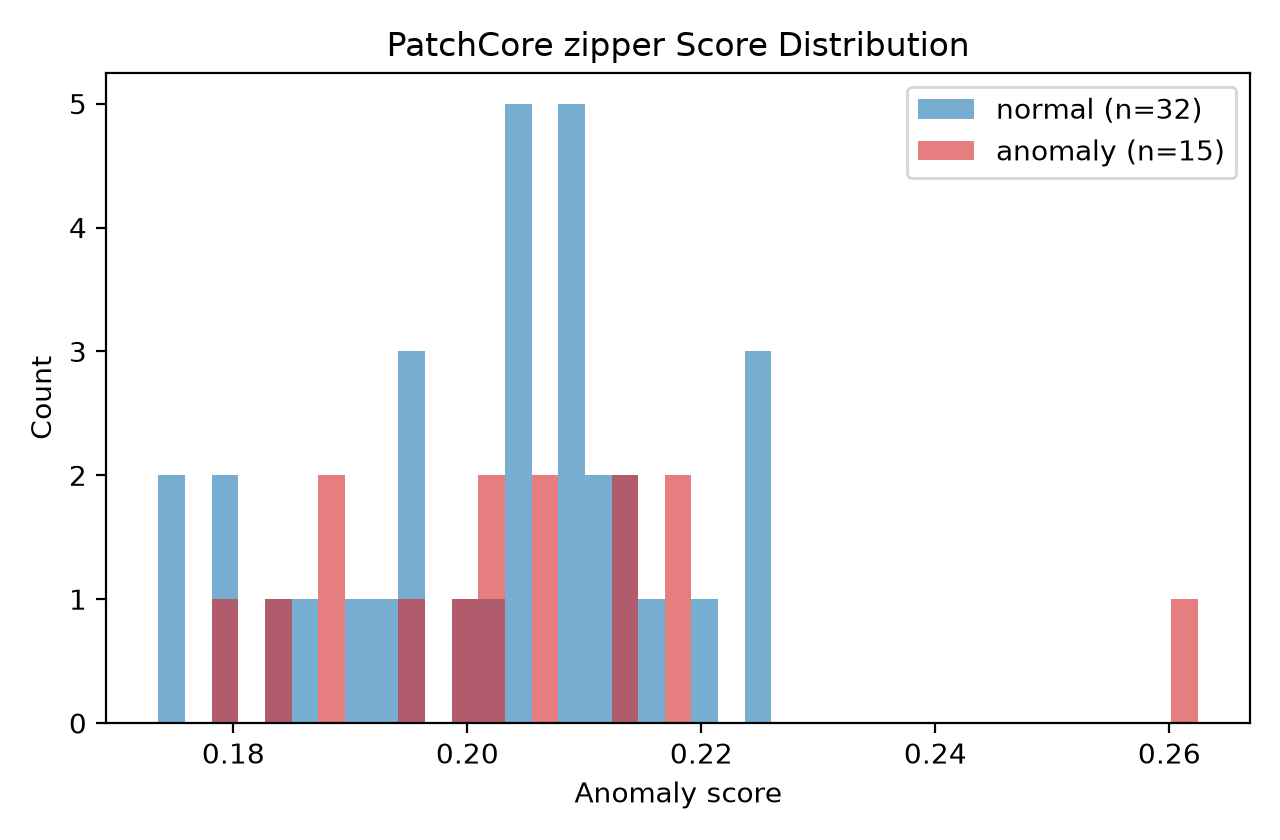 PatchCore zipper Score Distribution
normal (n=32)
anomaly (n=15)
5
4
3
2
1
0
Count
0.18 0.20 0.22 0.24 0.26
Anomaly score